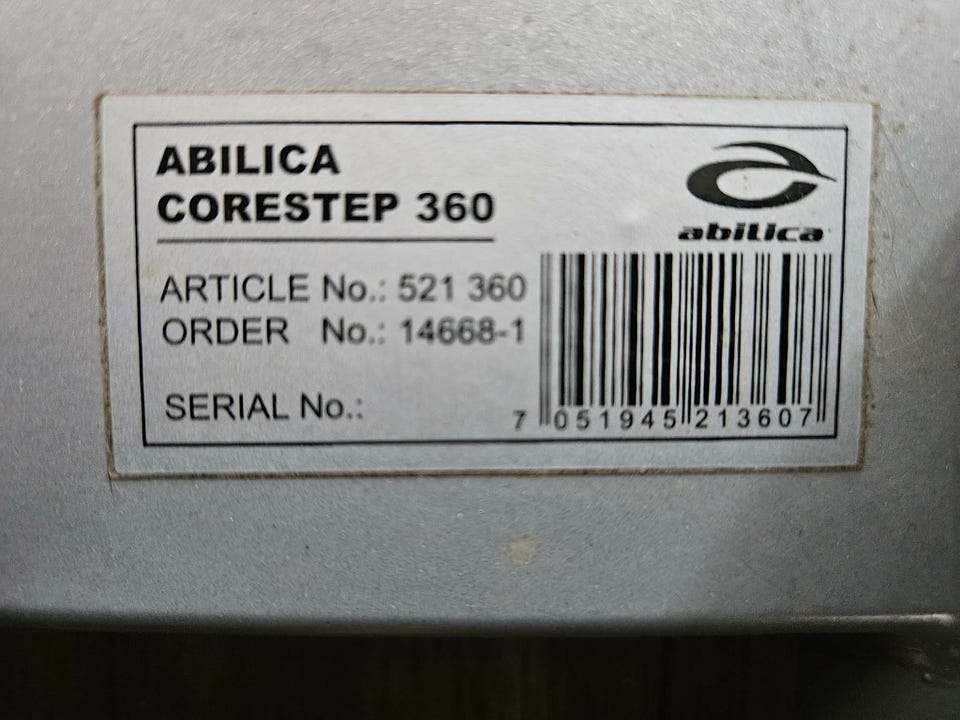 ABILICA
CORESTEP 360
abilica
ARTICLE No.: 521 360
ORDER No.: 14668-1
SERIAL No.:
7 051945 213607